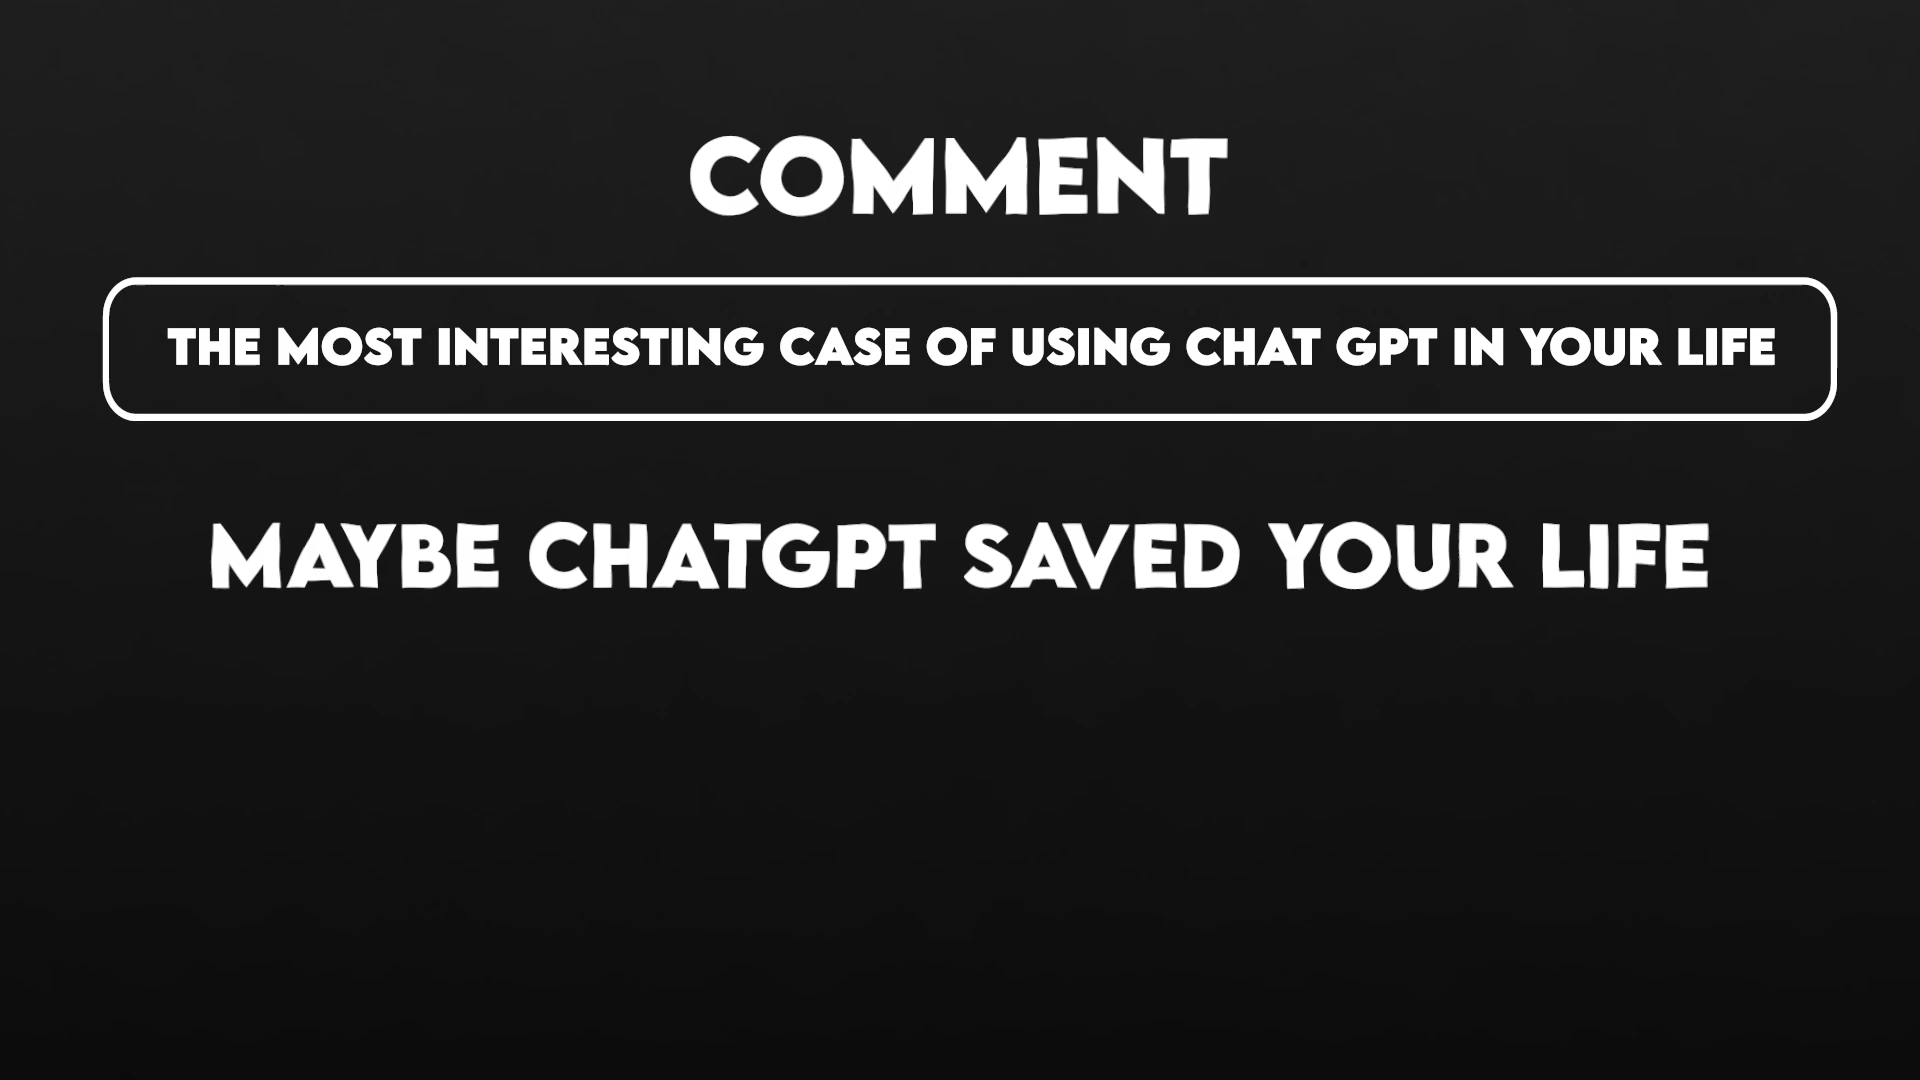 COMMENT
THE MOST INTERESTING CASE OF USING CHAT GPT IN YOUR LIFE
MAYBE CHATGPT SAVED YOUR LIFE